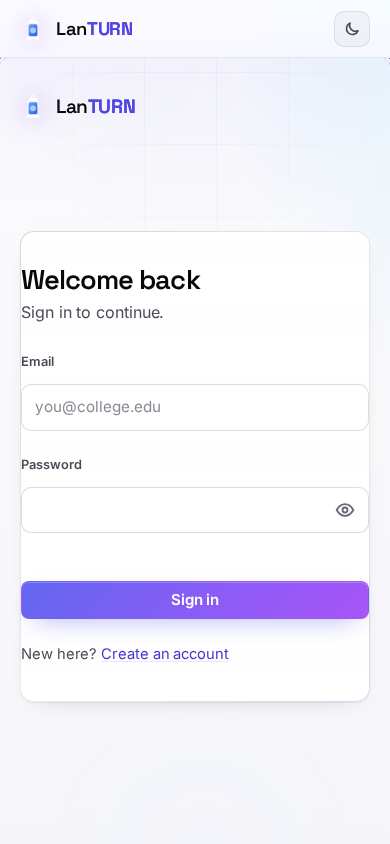 LanTURN
LanTURN
Welcome back
Sign in to continue.
Email
you@college.edu
Password
Sign in
New here? Create an account